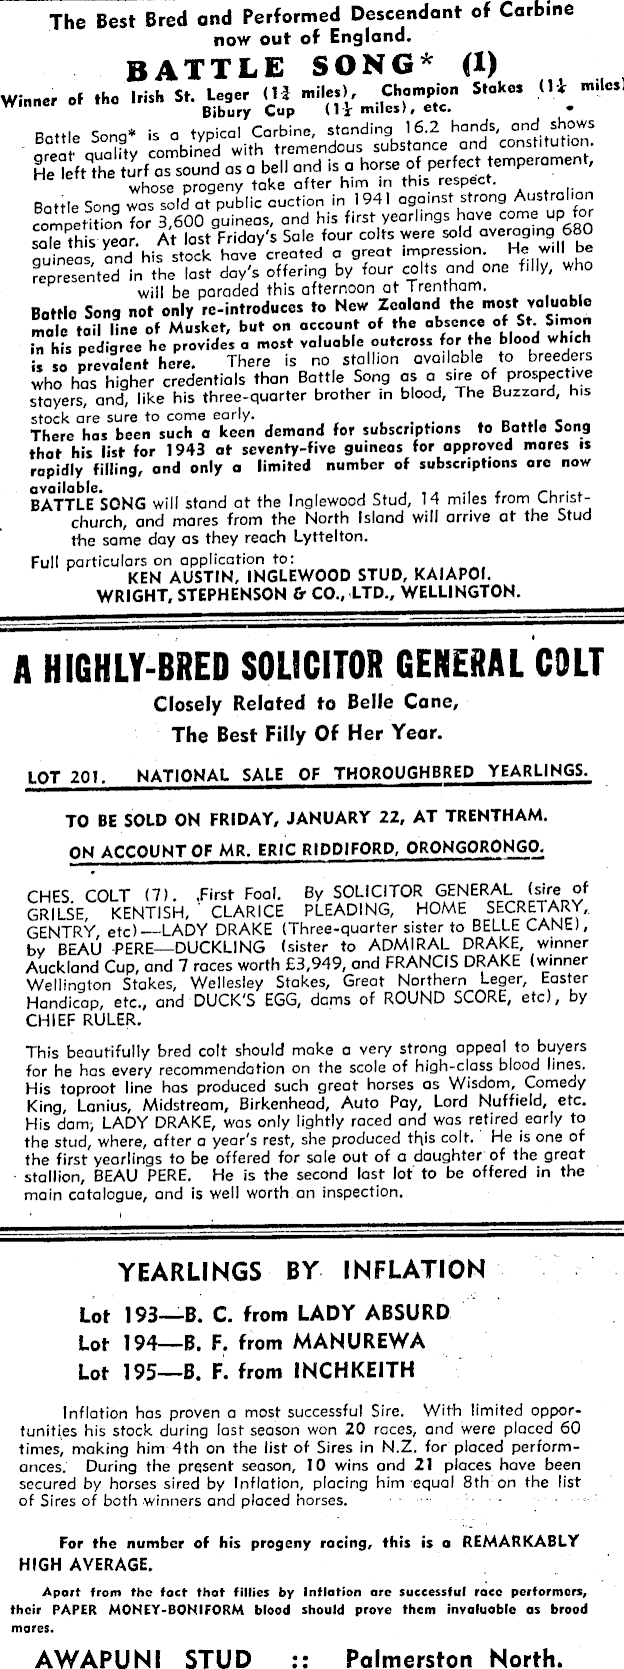 The Best Bred and Performed Descendant of Carbine
now out of England.
BATTLE SONG* (1)
Winner of the Irish St. Leger (1¾ miles), Champion Stakes (1¼ miles)
Bibury Cup (1½ miles), etc.
Battle Song* is a typical Carbine, standing 16.2 hands, and shows
great quality combined with tremendous substance and constitution.
He left the turf as sound as a bell and is a horse of perfect temperament,
whose progeny take after him in this respect.
Battle Song was sold at public auction in 1941 against strong Australian
competition for 3,600 guineas, and his first yearlings have come up for
sale this year. At last Friday's Sale four colts were sold averaging 680
guineas, and his stock have created a great impression. He will be
represented in the last day's offering by four colts and one filly, who
will be paraded this afternoon at Trentham.
Battle Song not only re-introduces to New Zealand the most valuable
male tail line of Musket, but on account of the absence of St. Simon
in his pedigree he provides a most valuable outcross for the blood which
is so prevalent here. There is no stallion available to breeders
who has higher credentials than Battle Song as a sire of prospective
stayers, and, like his three-quarter brother in blood, The Buzzard, his
stock are sure to come early.
There has been such a keen demand for subscriptions to Battle Song
that his list for 1943 at seventy-five guineas for approved mares is
rapidly filling, and only a limited number of subscriptions are now
available.
BATTLE SONG will stand at the Inglewood Stud, 14 miles from Christ-
church, and mares from the North Island will arrive at the Stud
the same day as they reach Lyttelton.
Full particulars on application to:
KEN AUSTIN, INGLEWOOD STUD, KAIAPOI.
WRIGHT, STEPHENSON & CO., LTD., WELLINGTON.
A HIGHLY-BRED SOLICITOR GENERAL COLT
Closely Related to Belle Cane,
The Best Filly Of Her Year.
LOT 201. NATIONAL SALE OF THOROUGHBRED YEARLINGS.
TO BE SOLD ON FRIDAY, JANUARY 22, AT TRENTHAM.
ON ACCOUNT OF MR. ERIC RIDDIFORD, ORONGORONGO.
CHES. COLT (7). First Foal. By SOLICITOR GENERAL (sire of
GRILSE, KENTISH, CLARICE PLEADING, HOME SECRETARY,
GENTRY, etc)—LADY DRAKE (Three-quarter sister to BELLE CANE),
by BEAU PERE—DUCKLING (sister to ADMIRAL DRAKE, winner
Auckland Cup, and 7 races worth £3,949, and FRANCIS DRAKE (winner
Wellington Stakes, Wellesley Stakes, Great Northern Leger, Easter
Handicap, etc., and DUCK'S EGG, dams of ROUND SCORE, etc), by
CHIEF RULER.
This beautifully bred colt should make a very strong appeal to buyers
for he has every recommendation on the scole of high-class blood lines.
His taproot line has produced such great horses as Wisdom, Comedy
King, Lanius, Midstream, Birkenhead, Auto Pay, Lord Nuffield, etc.
His dam, LADY DRAKE, was only lightly raced and was retired early to
the stud, where, after a year's rest, she produced this colt. He is one of
the first yearlings to be offered for sale out of a daughter of the great
stallion, BEAU PERE. He is the second last lot to be offered in the
main catalogue, and is well worth an inspection.
YEARLINGS BY INFLATION
Lot 193—B. C. from LADY ABSURD
Lot 194—B. F. from MANUREWA
Lot 195—B. F. from INCHKEITH
Inflation has proven a most successful Sire. With limited oppor-
tunities his stock during last season won 20 races, and were placed 60
times, making him 4th on the list of Sires in N.Z. for placed perform-
ances. During the present season, 10 wins and 21 places have been
secured by horses sired by Inflation, placing him equal 8th on the list
of Sires of both winners and placed horses.
For the number of his progeny racing, this is a REMARKABLY
HIGH AVERAGE.
Apart from the fact that fillies by Inflation are successful race performers,
their PAPER MONEY-BONIFORM blood should prove them invaluable as brood
mares.
AWAPUNI STUD :: Palmerston North.